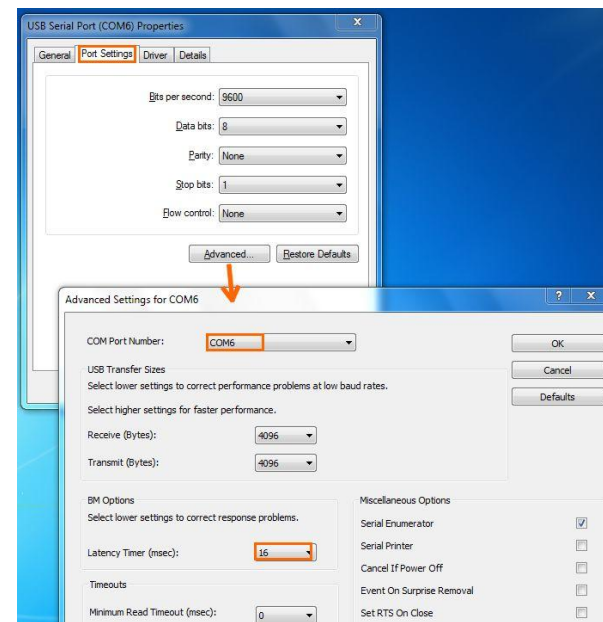 USB Serial Port (COM6) Properties
x
General Port Settings Driver Details
Bits per second: 9600
Data bits: 8
Parity: None
Stop bits: 1
Flow control: None
Advanced... Restore Defaults
Advanced Settings for COM6
? x
COM Port Number: COM6
OK
USB Transfer Sizes
Cancel
Select lower settings to correct performance problems at low baud rates.
Defaults
Select higher settings for faster performance.
Receive (Bytes): 4096
Transmit (Bytes): 4096
BM Options
Select lower settings to correct response problems.
Latency Timer (msec): 16
Timeouts
Minimum Read Timeout (msec): 0
Miscellaneous Options
Serial Enumerator
Serial Printer
Cancel If Power Off
Event On Surprise Removal
Set RTS On Close